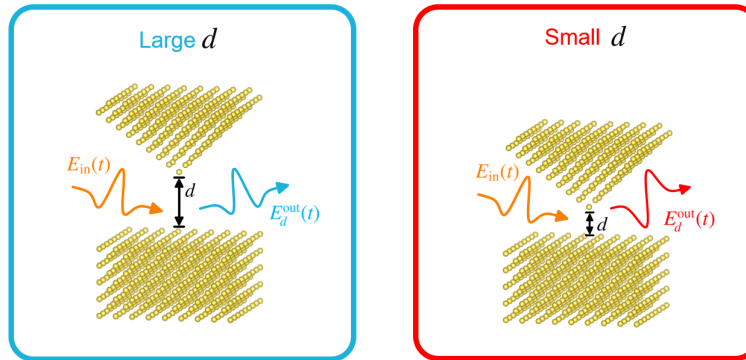 Large d
E_in(t)
d
E_d^out(t)
Small d
E_in(t)
d
E_d^out(t)